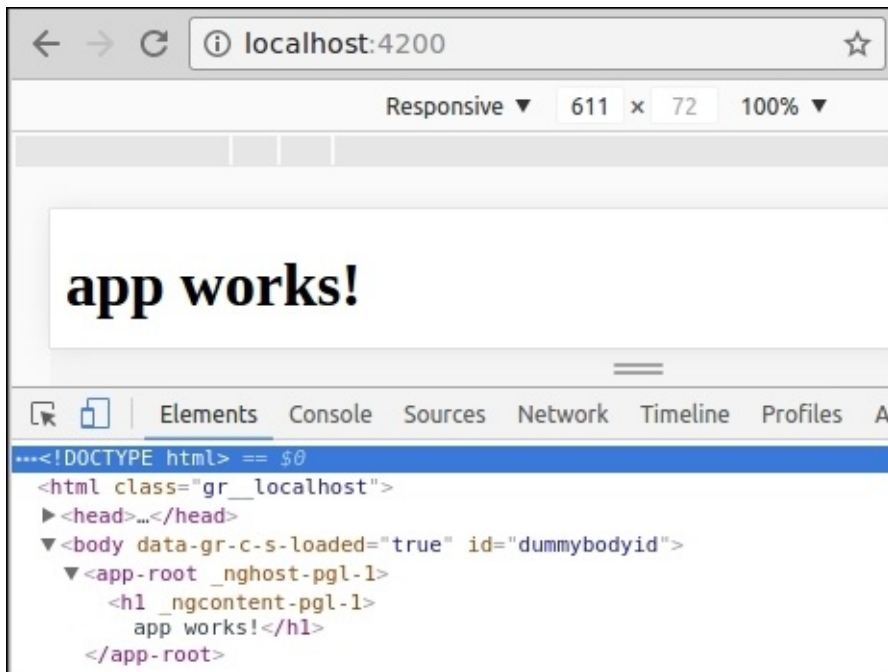 localhost:4200
Responsive ▼ 611 × 72 100% ▼
app works!
Elements Console Sources Network Timeline Profiles A
•••<!DOCTYPE html> == $0
<html class="gr__localhost">
▶<head>…</head>
▼<body data-gr-c-s-loaded="true" id="dummybodyid">
▼<app-root _nghost-pgl-1>
<h1 _ngcontent-pgl-1>
app works!</h1>
</app-root>